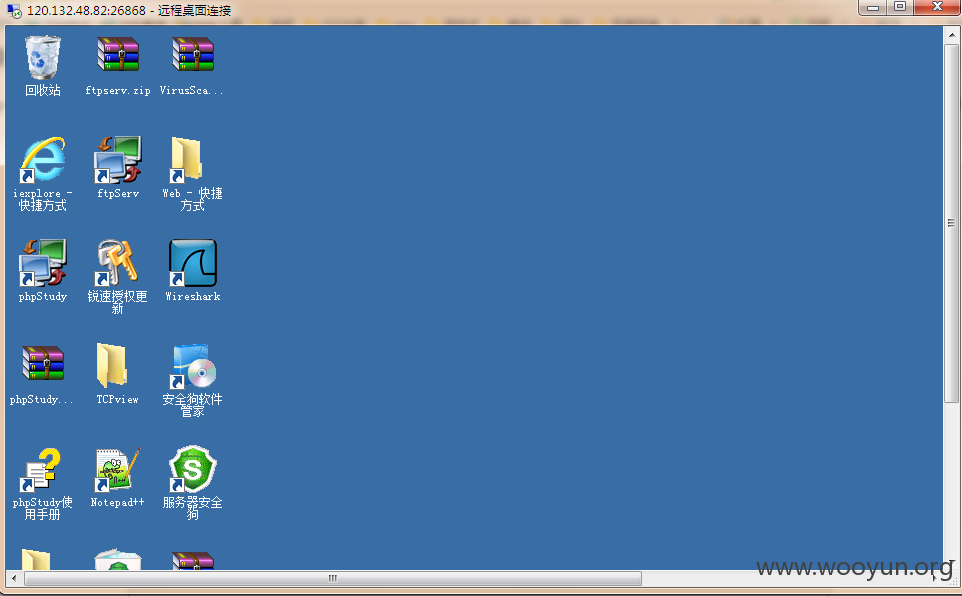 120.132.48.82:26868 - 远程桌面连接
回收站
ftpserv.zip
VirusSca...
iexplore -
快捷方式
ftpServ
Web - 快捷
方式
phpStudy
锐速授权更
新
Wireshark
phpStudy...
TCPview
安全狗软件
管家
phpStudy使
用手册
Notepad++
服务器安全
狗
www.wooyun.org